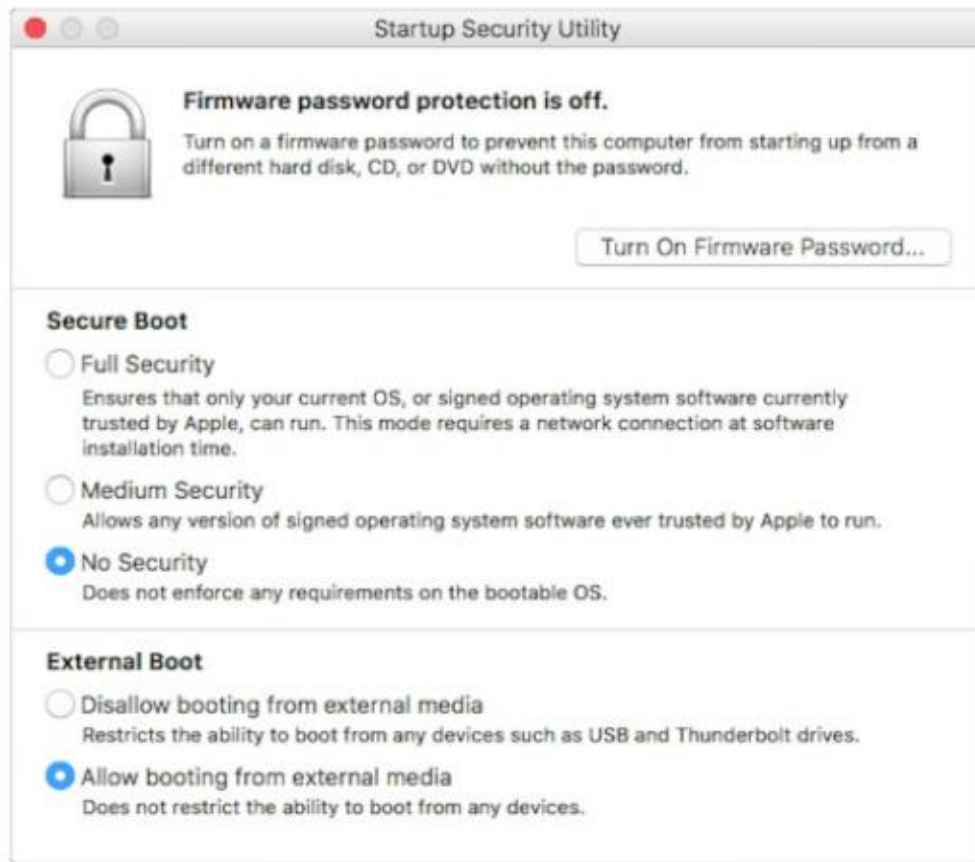 Startup Security Utility
Firmware password protection is off.
Turn on a firmware password to prevent this computer from starting up from a
different hard disk, CD, or DVD without the password.
Turn On Firmware Password...
Secure Boot
Full Security
Ensures that only your current OS, or signed operating system software currently
trusted by Apple, can run. This mode requires a network connection at software
installation time.
Medium Security
Allows any version of signed operating system software ever trusted by Apple to run.
No Security
Does not enforce any requirements on the bootable OS.
External Boot
Disallow booting from external media
Restricts the ability to boot from any devices such as USB and Thunderbolt drives.
Allow booting from external media
Does not restrict the ability to boot from any devices.